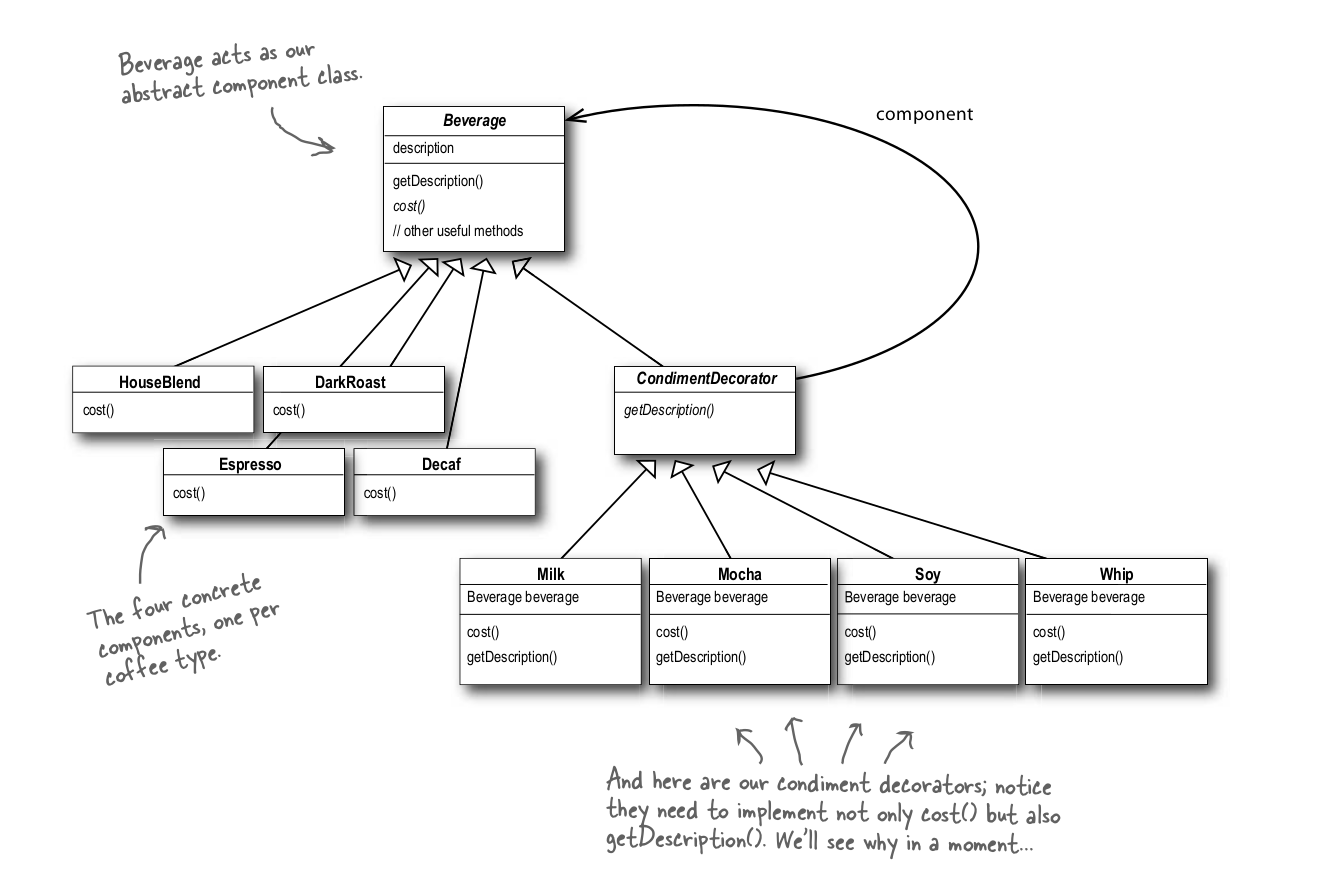 Beverage acts as our
abstract component class.
component
Beverage
description
getDescription()
cost()
// other useful methods
HouseBlend
cost()
DarkRoast
cost()
CondimentDecorator
getDescription()
Espresso
cost()
Decaf
cost()
The four concrete
components, one per
coffee type.
Milk
Beverage beverage
cost()
getDescription()
Mocha
Beverage beverage
cost()
getDescription()
Soy
Beverage beverage
cost()
getDescription()
Whip
Beverage beverage
cost()
getDescription()
And here are our condiment decorators; notice
they need to implement not only cost() but also
getDescription(). We'll see why in a moment...